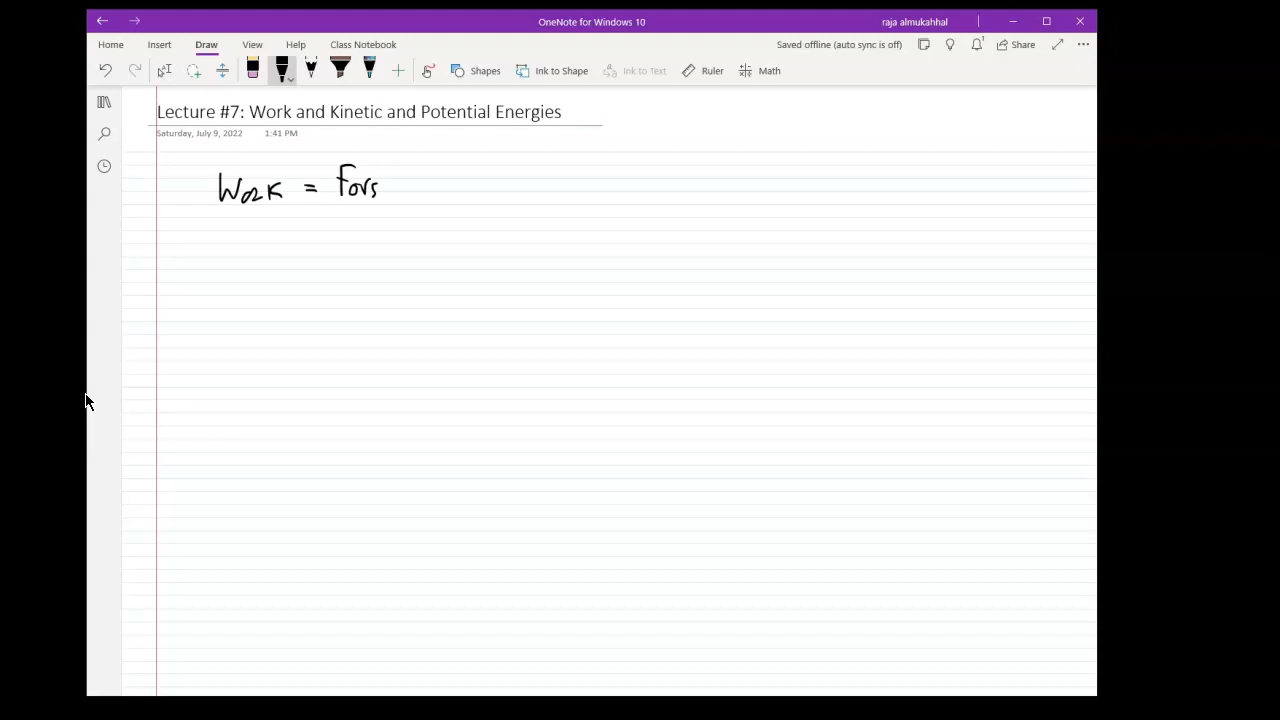 OneNote for Windows 10
raja almukahhal
Home Insert Draw View Help Class Notebook
Saved offline (auto sync is off)
1
Share
Shapes Ink to Shape Ink to Text Ruler Math
Lecture #7: Work and Kinetic and Potential Energies
Saturday, July 9, 2022 1:41 PM
Work = Fors